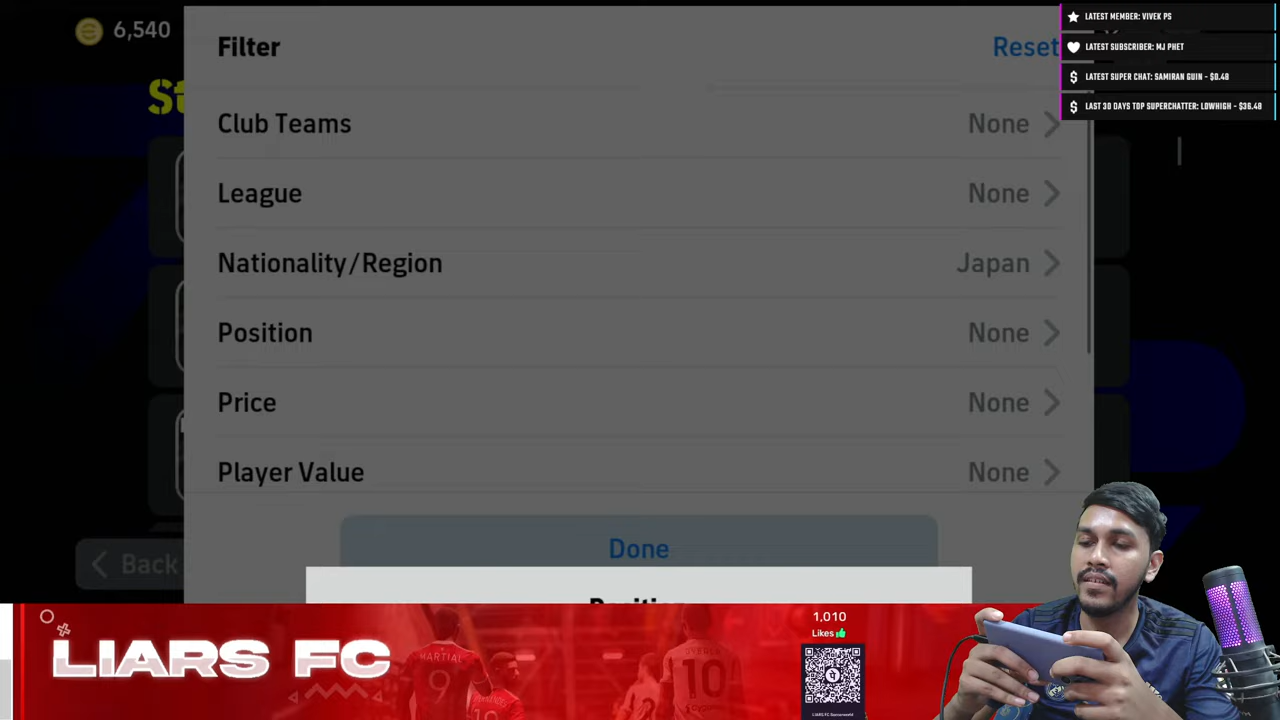 6,540
Filter
Reset
Club Teams None
League None
Nationality/Region Japan
Position None
Price None
Player Value None
Done
Back
LATEST MEMBER: VIVEK PS
LATEST SUBSCRIBER: MJ PHET
LATEST SUPER CHAT: SAMIRAN GUIN - $0.48
LAST 30 DAYS TOP SUPERCHATTER: LOWHIGH - $36.48
LIARS FC
MARTIAL
9
10
1,010
Likes